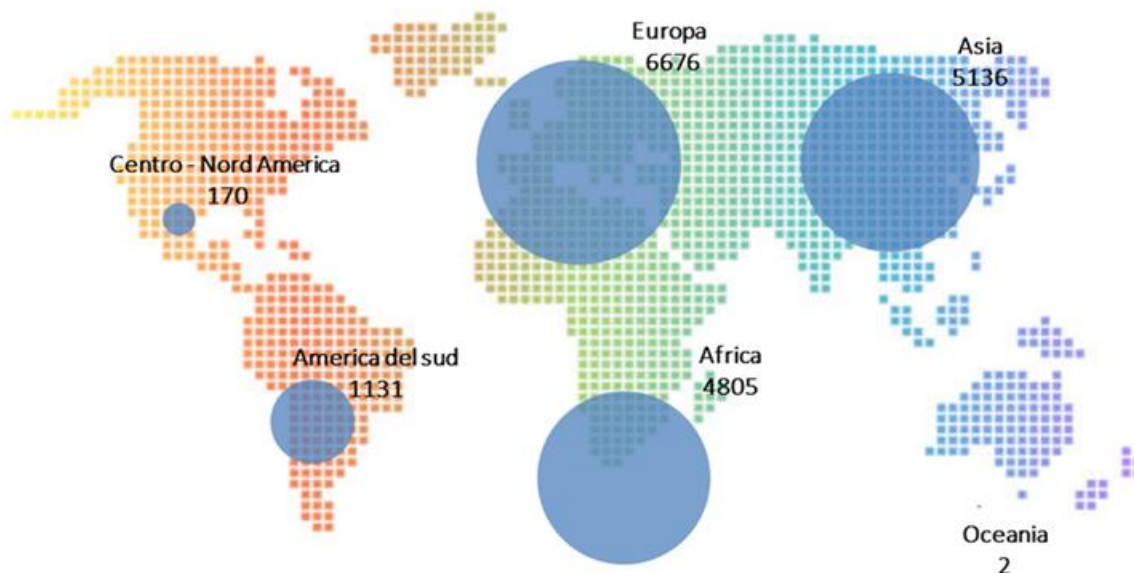 Europa
6676
Asia
5136
Centro - Nord America
170
America del sud
1131
Africa
4805
Oceania
2